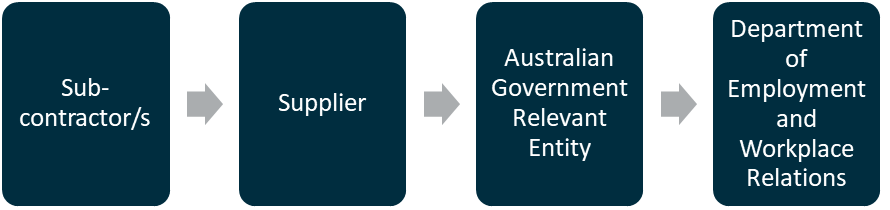 Sub-
contractor/s
Supplier
Australian
Government
Relevant
Entity
Department
of
Employment
and
Workplace
Relations